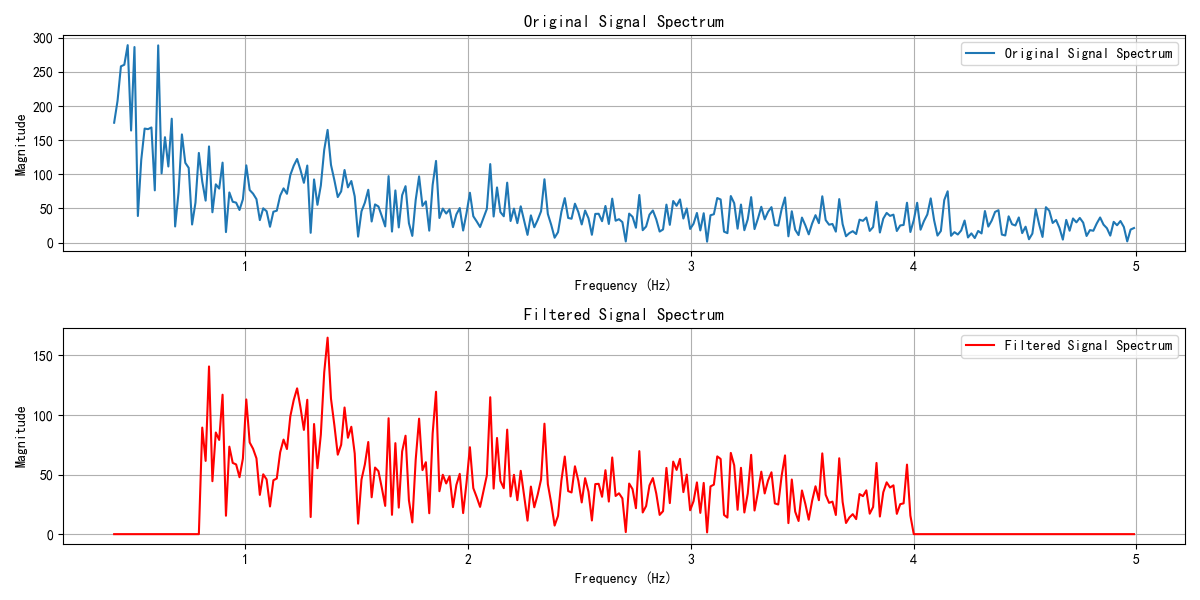 Original Signal Spectrum
300
250
200
150
100
50
0
Magnitude
Original Signal Spectrum
1
2
3
4
5
Frequency (Hz)
Filtered Signal Spectrum
150
100
50
0
Magnitude
Filtered Signal Spectrum
1
2
3
4
5
Frequency (Hz)